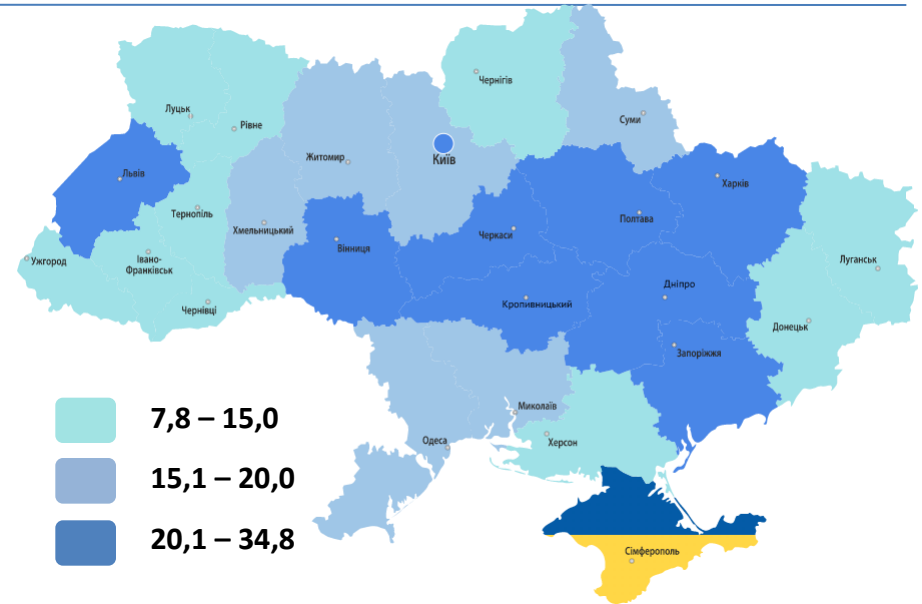 Чернігів
Луцьк
Рівне
Суми
Київ
Житомир
Львів
Харків
Тернопіль
Полтава
Хмельницький
Черкаси
Вінниця
Ужгород
Івано-
Франківськ
Луганськ
Дніпро
Чернівці
Кропивницький
Донецьк
Запоріжжя
Миколаїв
Одеса
Херсон
7,8 – 15,0
15,1 – 20,0
20,1 – 34,8
Сімферополь